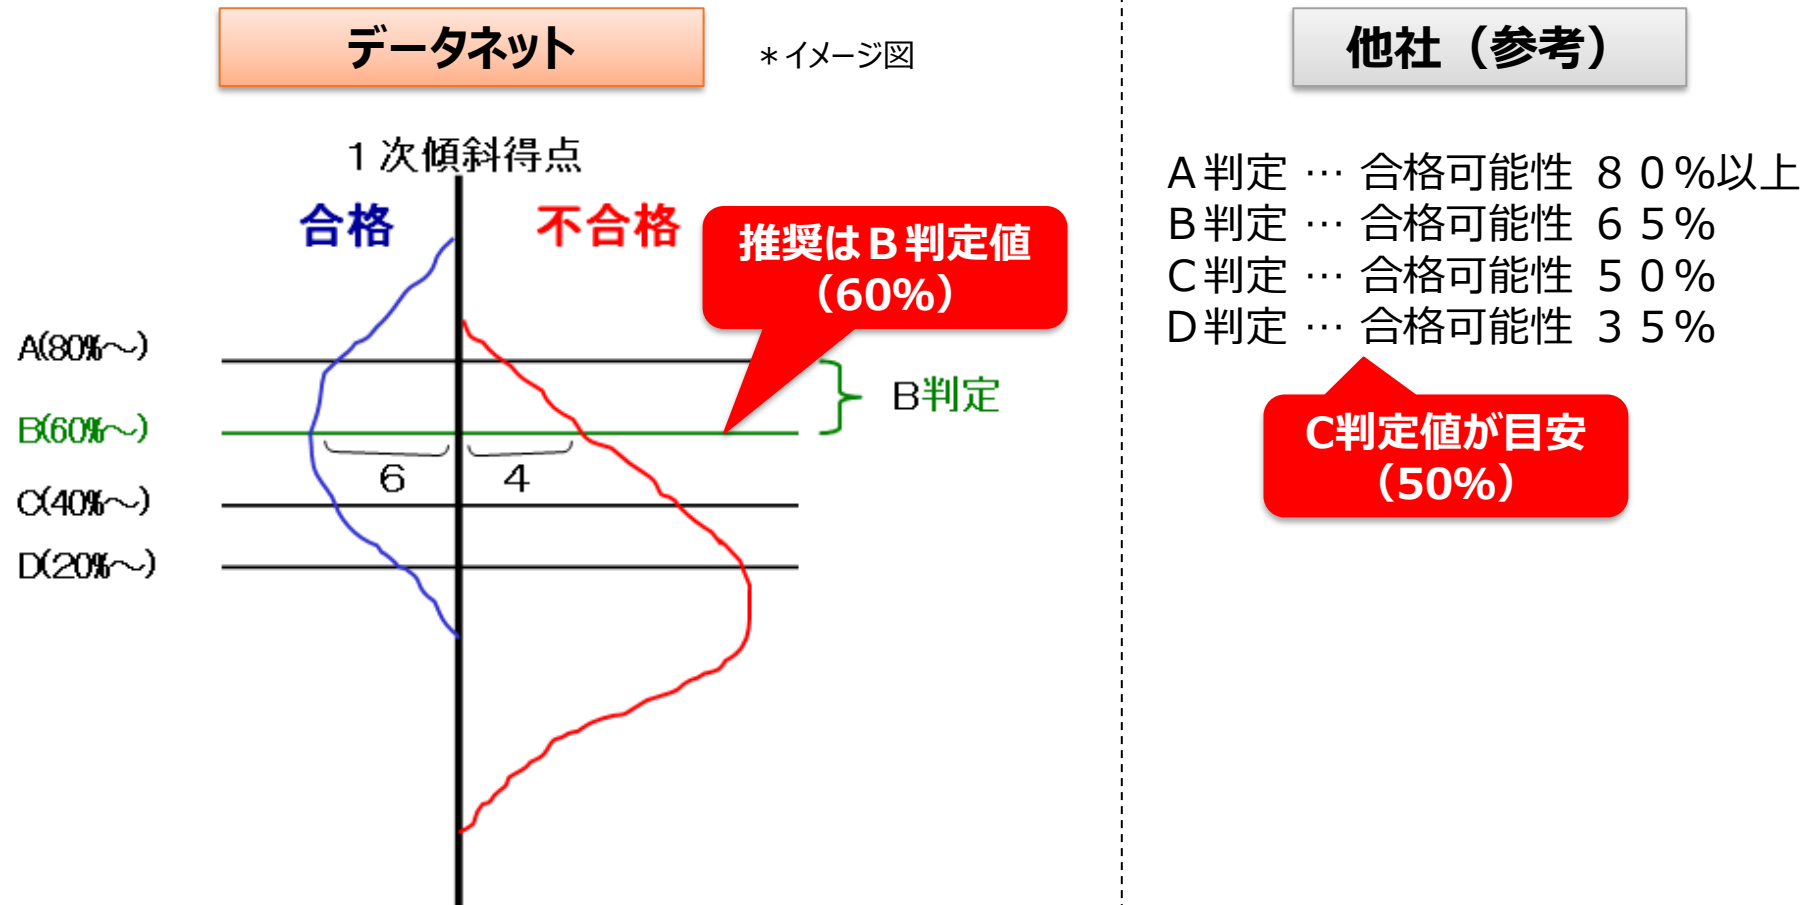 データネット
＊イメージ図
１次傾斜得点
合格
不合格
推奨はＢ判定値
（60%）
A(80%～)
B(60%～)
C(40%～)
D(20%～)
6
4
B判定
他社（参考）
Ａ判定 … 合格可能性 ８０％以上
Ｂ判定 … 合格可能性 ６５％
Ｃ判定 … 合格可能性 ５０％
Ｄ判定 … 合格可能性 ３５％
C判定値が目安
（50%）